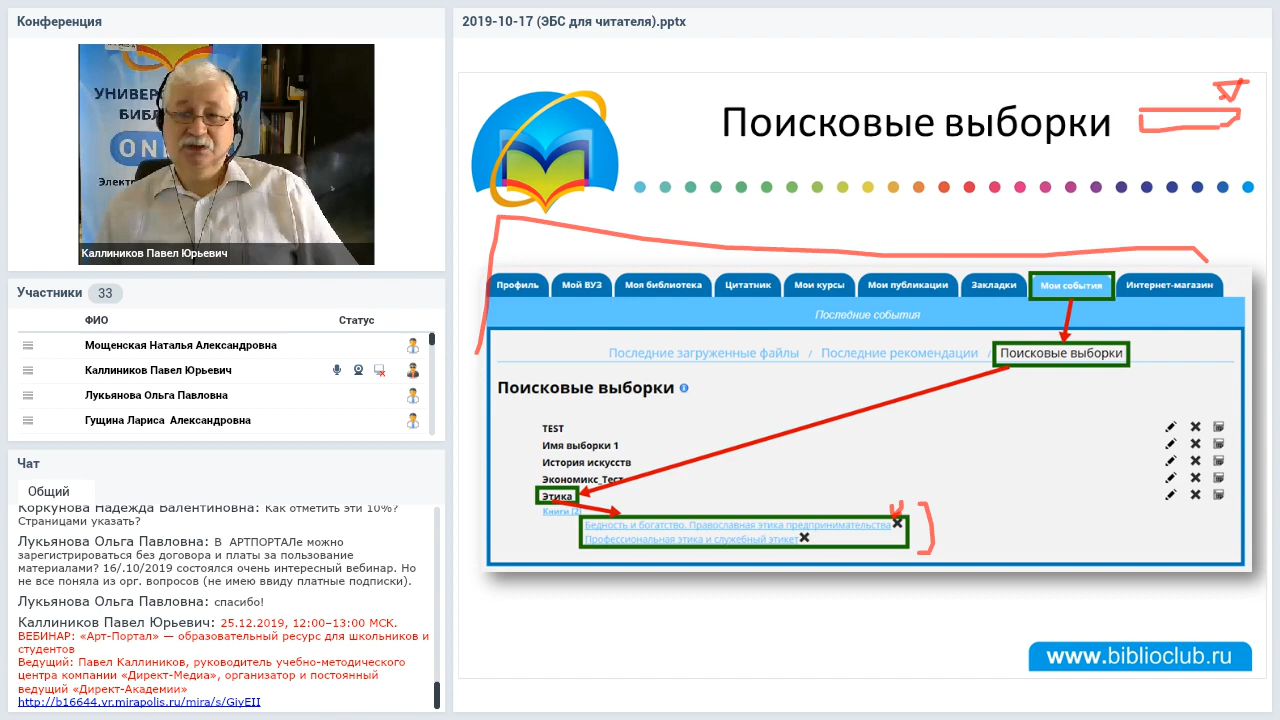 Конференция
УНИВЕР
БИБЛ
ON
Элект
Каллиников Павел Юрьевич
Участники 33
ФИО Статус
Мощенская Наталья Александровна
Каллиников Павел Юрьевич
Лукьянова Ольга Павловна
Гущина Лариса Александровна
Чат
Общий
Коркунова Надежда Валентиновна: Как отметить эти 10%?
Страницами указать?
Лукьянова Ольга Павловна: В АРТПОРТАЛе можно
зарегистрироваться без договора и платы за пользование
материалами? 16/.10/2019 состоялся очень интересный вебинар. Но
не все поняла из орг. вопросов (не имею ввиду платные подписки).
Лукьянова Ольга Павловна: спасибо!
Каллиников Павел Юрьевич: 25.12.2019, 12:00–13:00 МСК.
ВЕБИНАР: «Арт-Портал» — образовательный ресурс для школьников и
студентов
Ведущий: Павел Каллиников, руководитель учебно-методического
центра компании «Директ-Медиа», организатор и постоянный
ведущий «Директ-Академии»
http://b16644.vr.mirapolis.ru/mira/s/GiyEII
2019-10-17 (ЭБС для читателя).pptx
Поисковые выборки
Профиль Мой ВУЗ Моя библиотека Цитатник Мои курсы Мои публикации Закладки Мои события Интернет-магазин
Последние события
Последние загруженные файлы / Последние рекомендации / Поисковые выборки
Поисковые выборки
TEST
Имя выборки 1
История искусств
Экономикс_Тест
Этика
Книги (2)
Бедность и богатство. Православная этика предпринимательства
Профессиональная этика и служебный этикет
www.biblioclub.ru